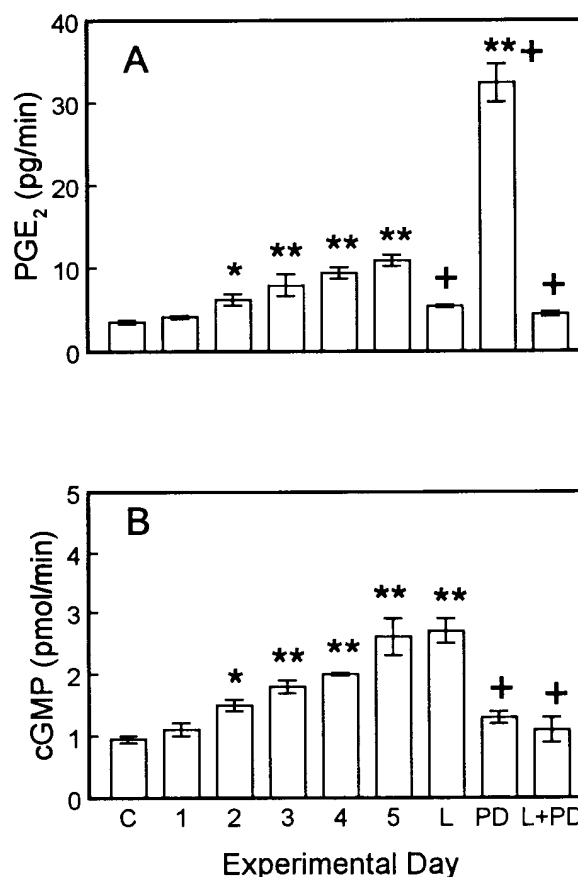 A
PGE2 (pg/min)
40
30
20
10
0
* ** ** ** + ** + +
B
cGMP (pmol/min)
5
4
3
2
1
0
* ** ** ** ** + +
C 1 2 3 4 5 L PD L+PD
Experimental Day